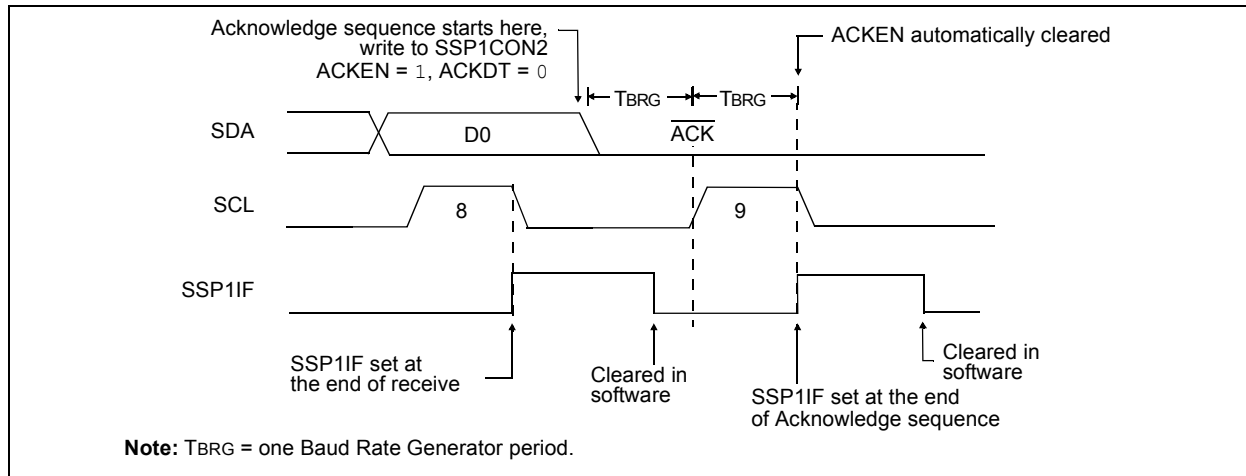 Acknowledge sequence starts here,
write to SSP1CON2
ACKEN = 1, ACKDT = 0
ACKEN automatically cleared
TBRG
TBRG
SDA
D0
ACK
SCL
8
9
SSP1IF
SSP1IF set at
the end of receive
Cleared in
software
SSP1IF set at the end
of Acknowledge sequence
Cleared in
software
Note: TBRG = one Baud Rate Generator period.